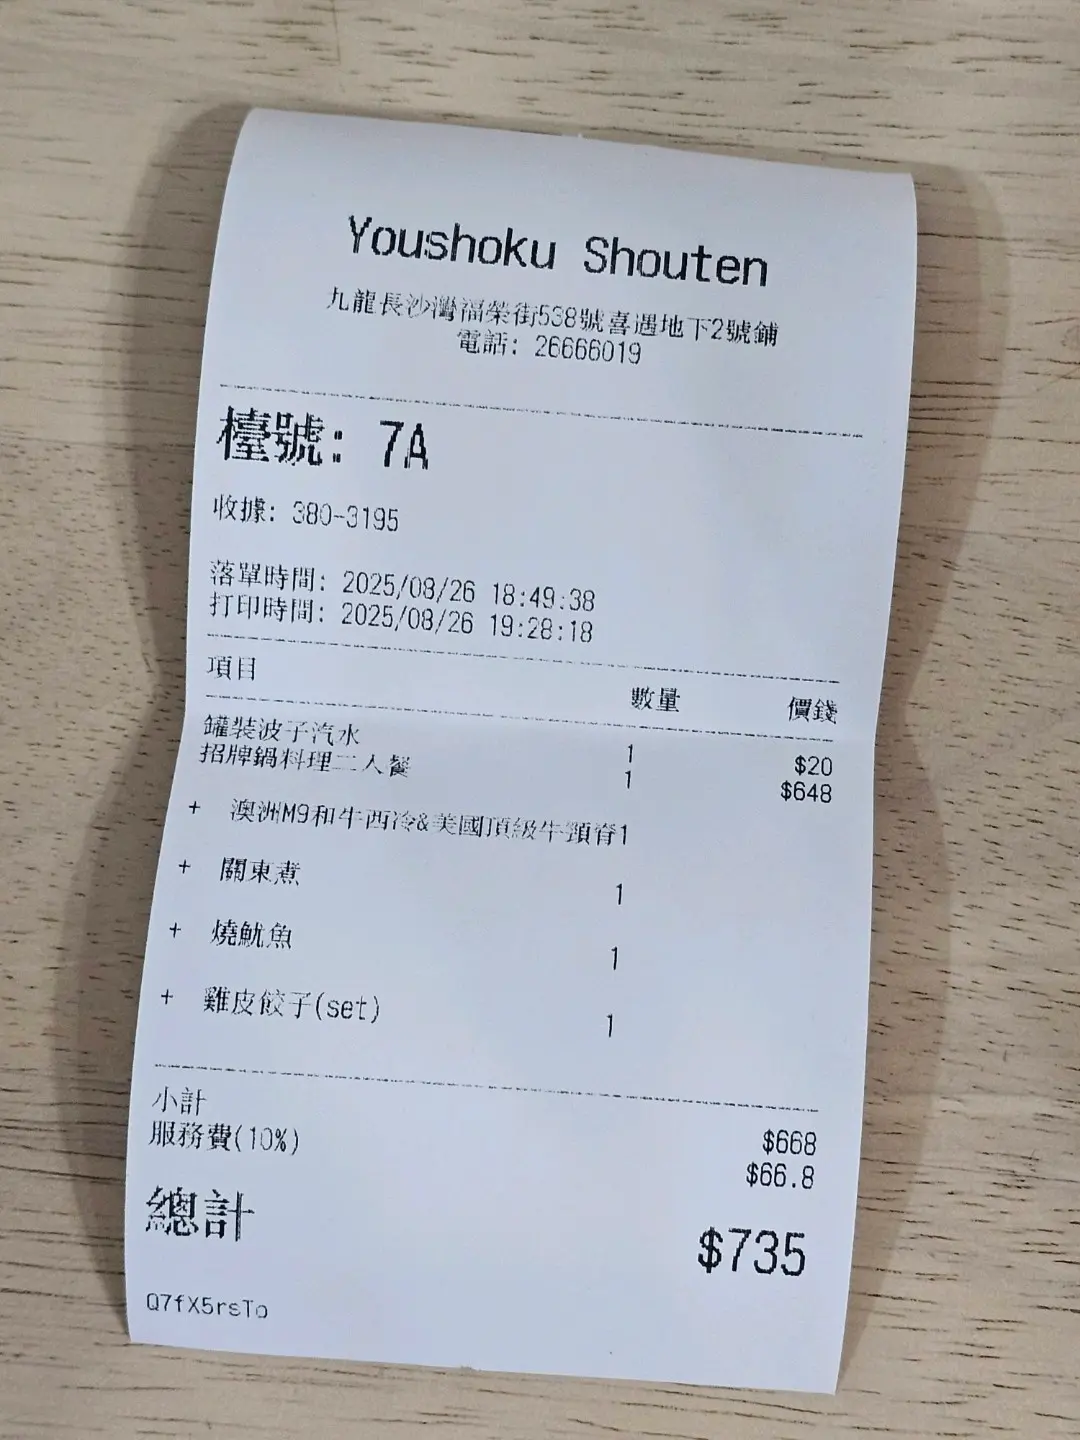 Youshoku Shouten
九龍長沙灣福榮街538號喜遇地下2號鋪
電話: 26666019
檯號: 7A
收據: 380-3195
落單時間: 2025/08/26 18:49:38
打印時間: 2025/08/26 19:28:18
項目 數量 價錢
罐裝波子汽水 1 $20
招牌鍋料理二人餐 1 $648
+ 澳洲M9和牛西冷&美國頂級牛頸脊1
+ 關東煮 1
+ 燒魷魚 1
+ 雞皮餃子(set) 1
小計 $668
服務費(10%) $66.8
總計 $735
Q7fX5rsTo